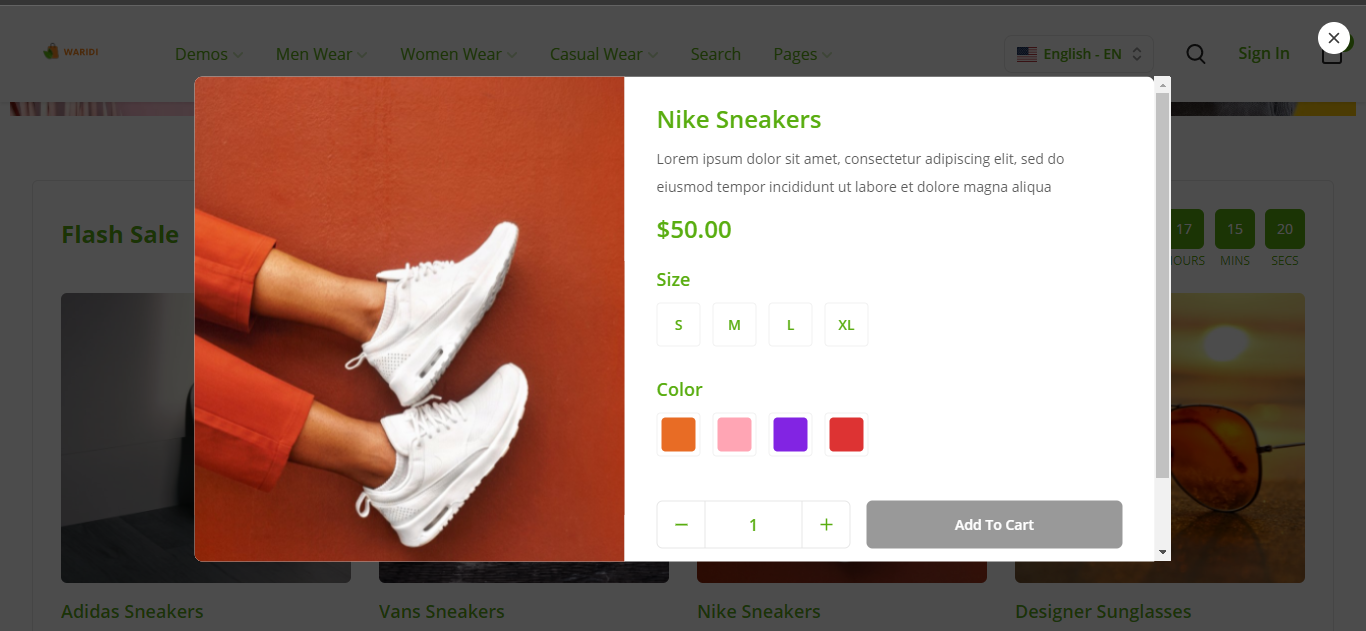 WARIDI
Demos
Men Wear
Women Wear
Casual Wear
Search
Pages
English - EN
Sign In
Flash Sale
17
15
20
OURS
MINS
SECS
Nike Sneakers
Lorem ipsum dolor sit amet, consectetur adipiscing elit, sed do
eiusmod tempor incididunt ut labore et dolore magna aliqua
$50.00
Size
S
M
L
XL
Color
1
Add To Cart
Adidas Sneakers
Vans Sneakers
Nike Sneakers
Designer Sunglasses